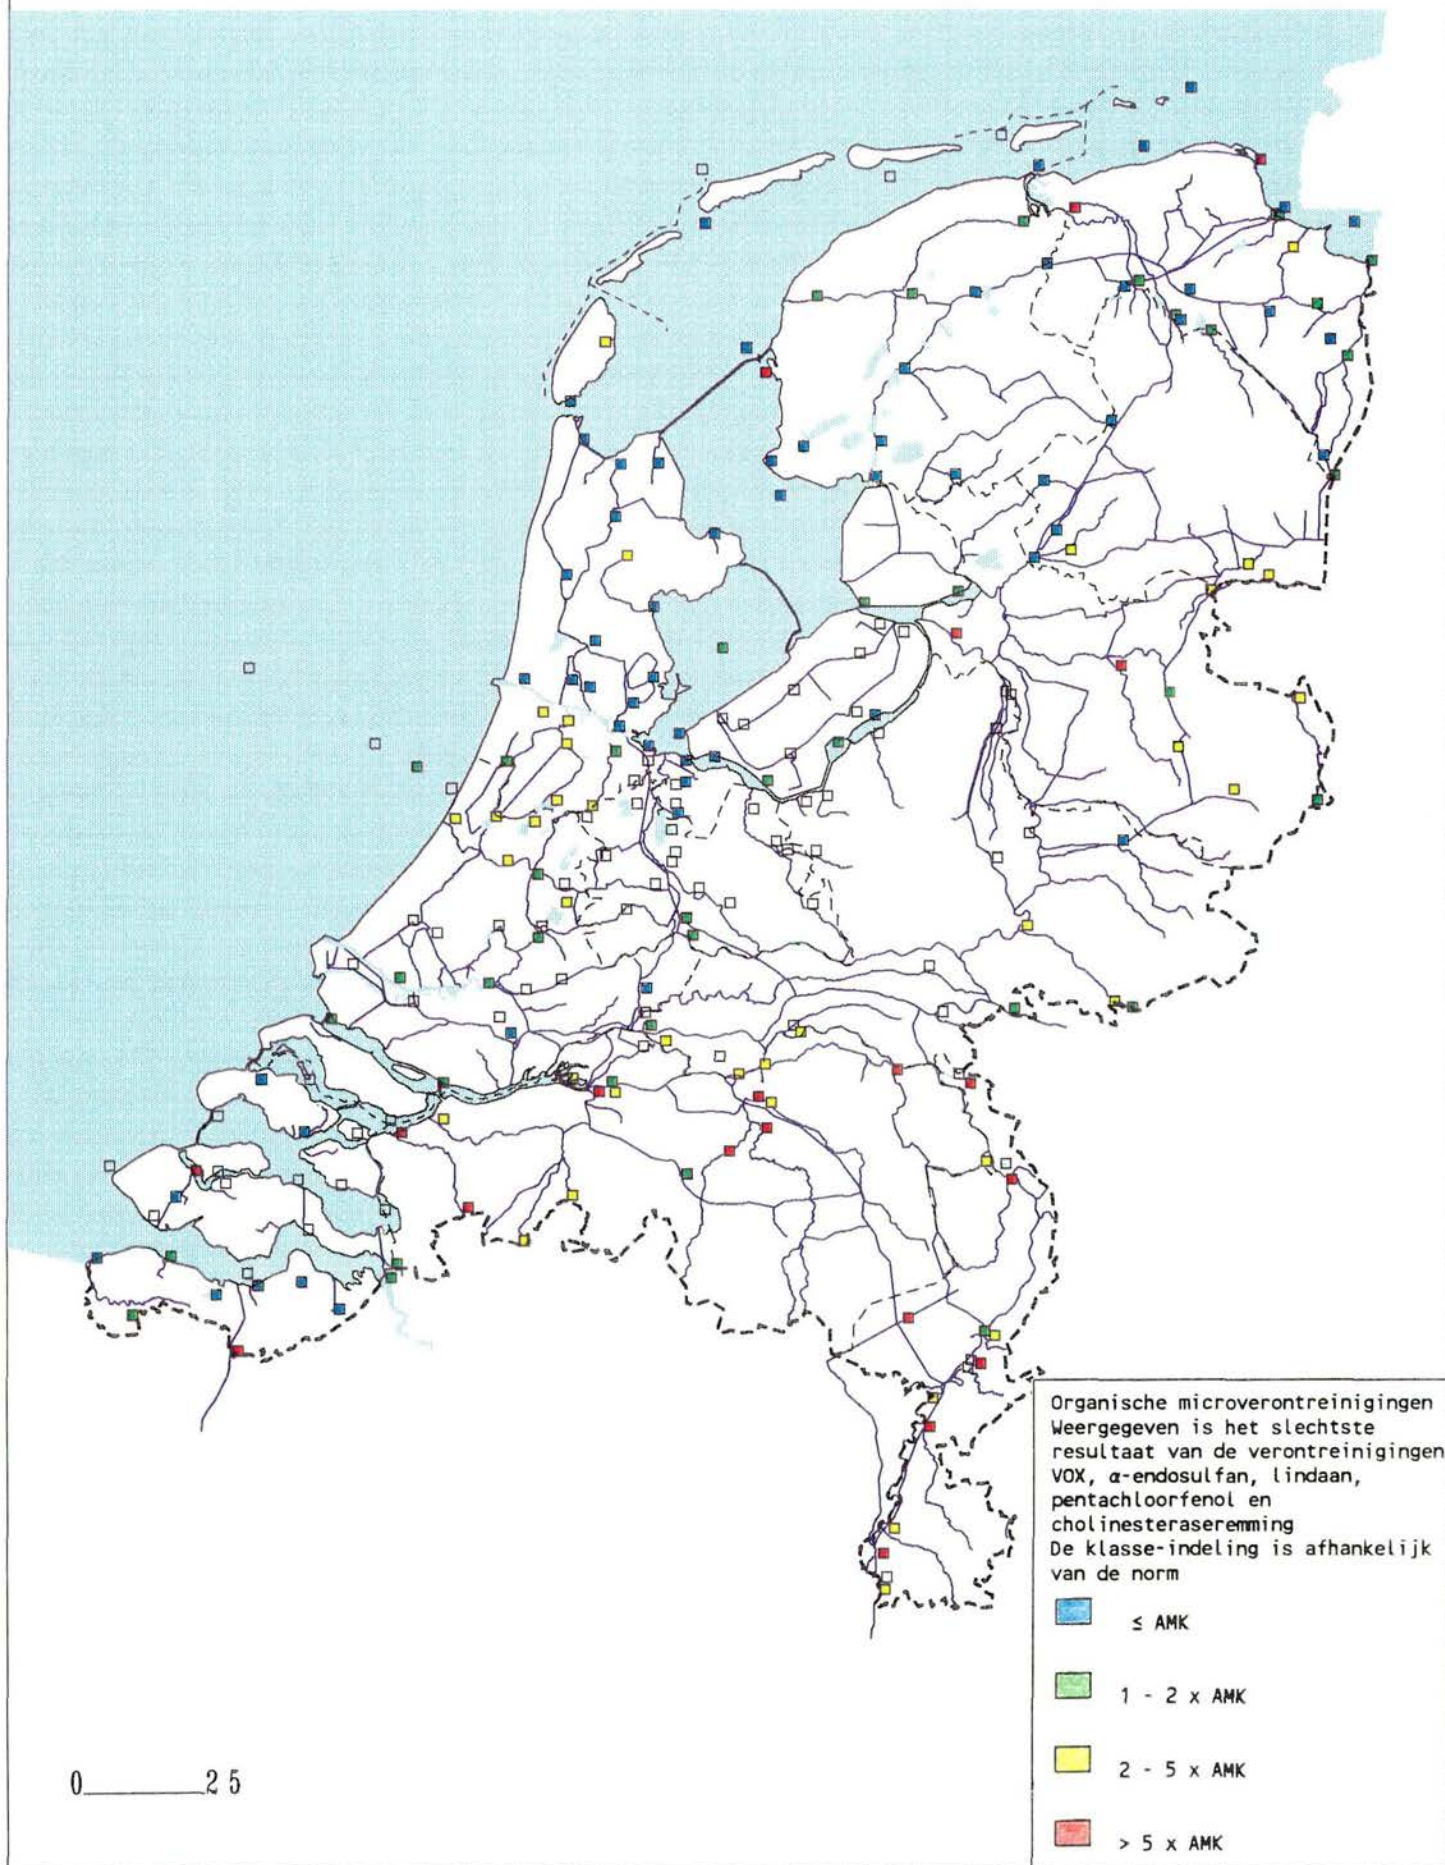 Organische microverontreinigingen
Weergegeven is het slechtste
resultaat van de verontreinigingen
VOX, α-endosulfan, lindaan,
pentachloorfenol en
cholinesteraseremming
De klasse-indeling is afhankelijk
van de norm
≤ AMK
1 - 2 x AMK
2 - 5 x AMK
> 5 x AMK
0 25